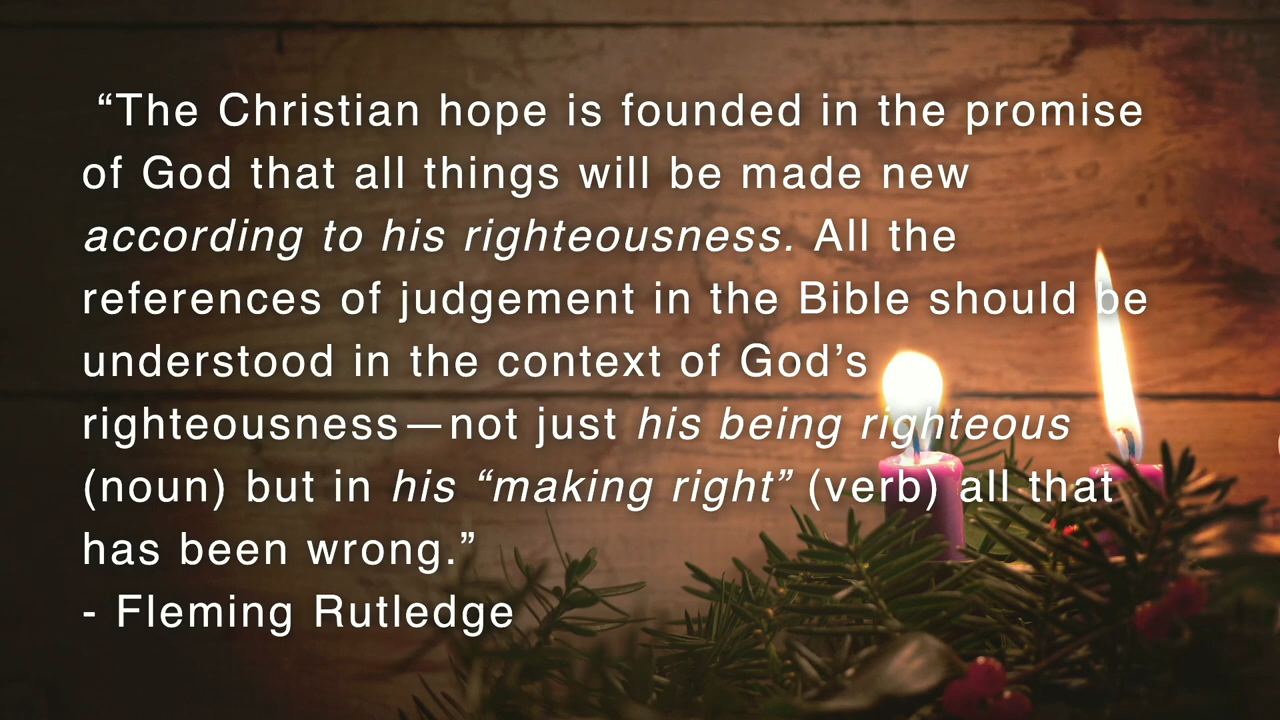 “The Christian hope is founded in the promise
of God that all things will be made new
according to his righteousness. All the
references of judgement in the Bible should be
understood in the context of God’s
righteousness—not just his being righteous
(noun) but in his “making right” (verb) all that
has been wrong.”
- Fleming Rutledge